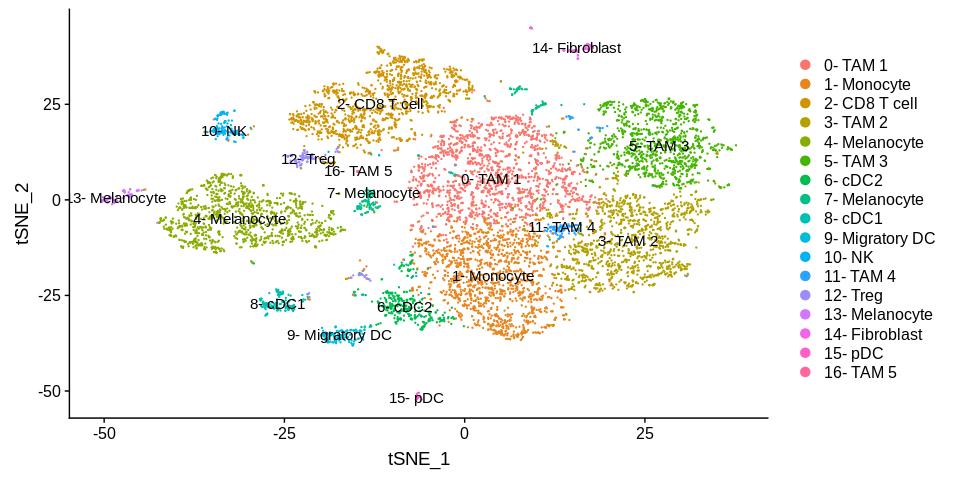 14- Fibroblast
25
2- CD8 T cell
10- NK
5- TAM 3
12- Treg
16- TAM 5
0- TAM 1
7- Melanocyte
3- Melanocyte
0
4- Melanocyte
11- TAM 4
3- TAM 2
1- Monocyte
-25
8- cDC1
6- cDC2
9- Migratory DC
-50
15- pDC
-50
-25
0
25
tSNE_1
tSNE_2
0- TAM 1
1- Monocyte
2- CD8 T cell
3- TAM 2
4- Melanocyte
5- TAM 3
6- cDC2
7- Melanocyte
8- cDC1
9- Migratory DC
10- NK
11- TAM 4
12- Treg
13- Melanocyte
14- Fibroblast
15- pDC
16- TAM 5